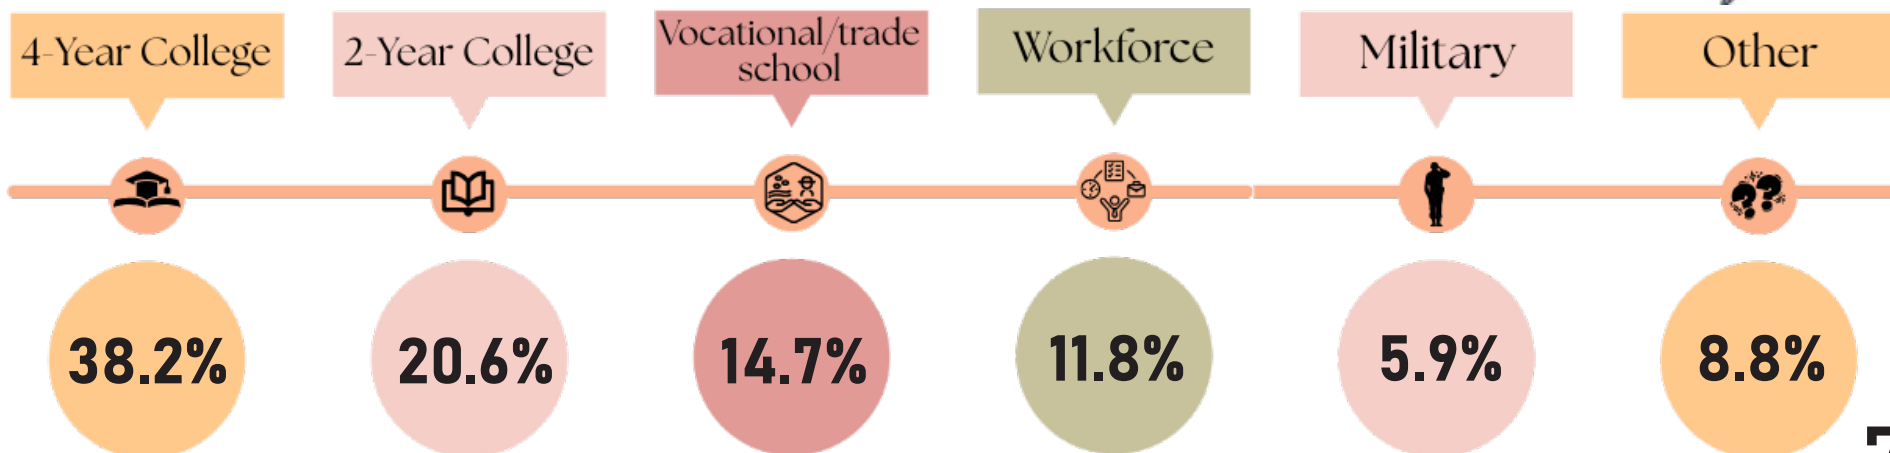 4-Year College
2-Year College
Vocational/trade
school
Workforce
Military
Other
38.2%
20.6%
14.7%
11.8%
5.9%
8.8%